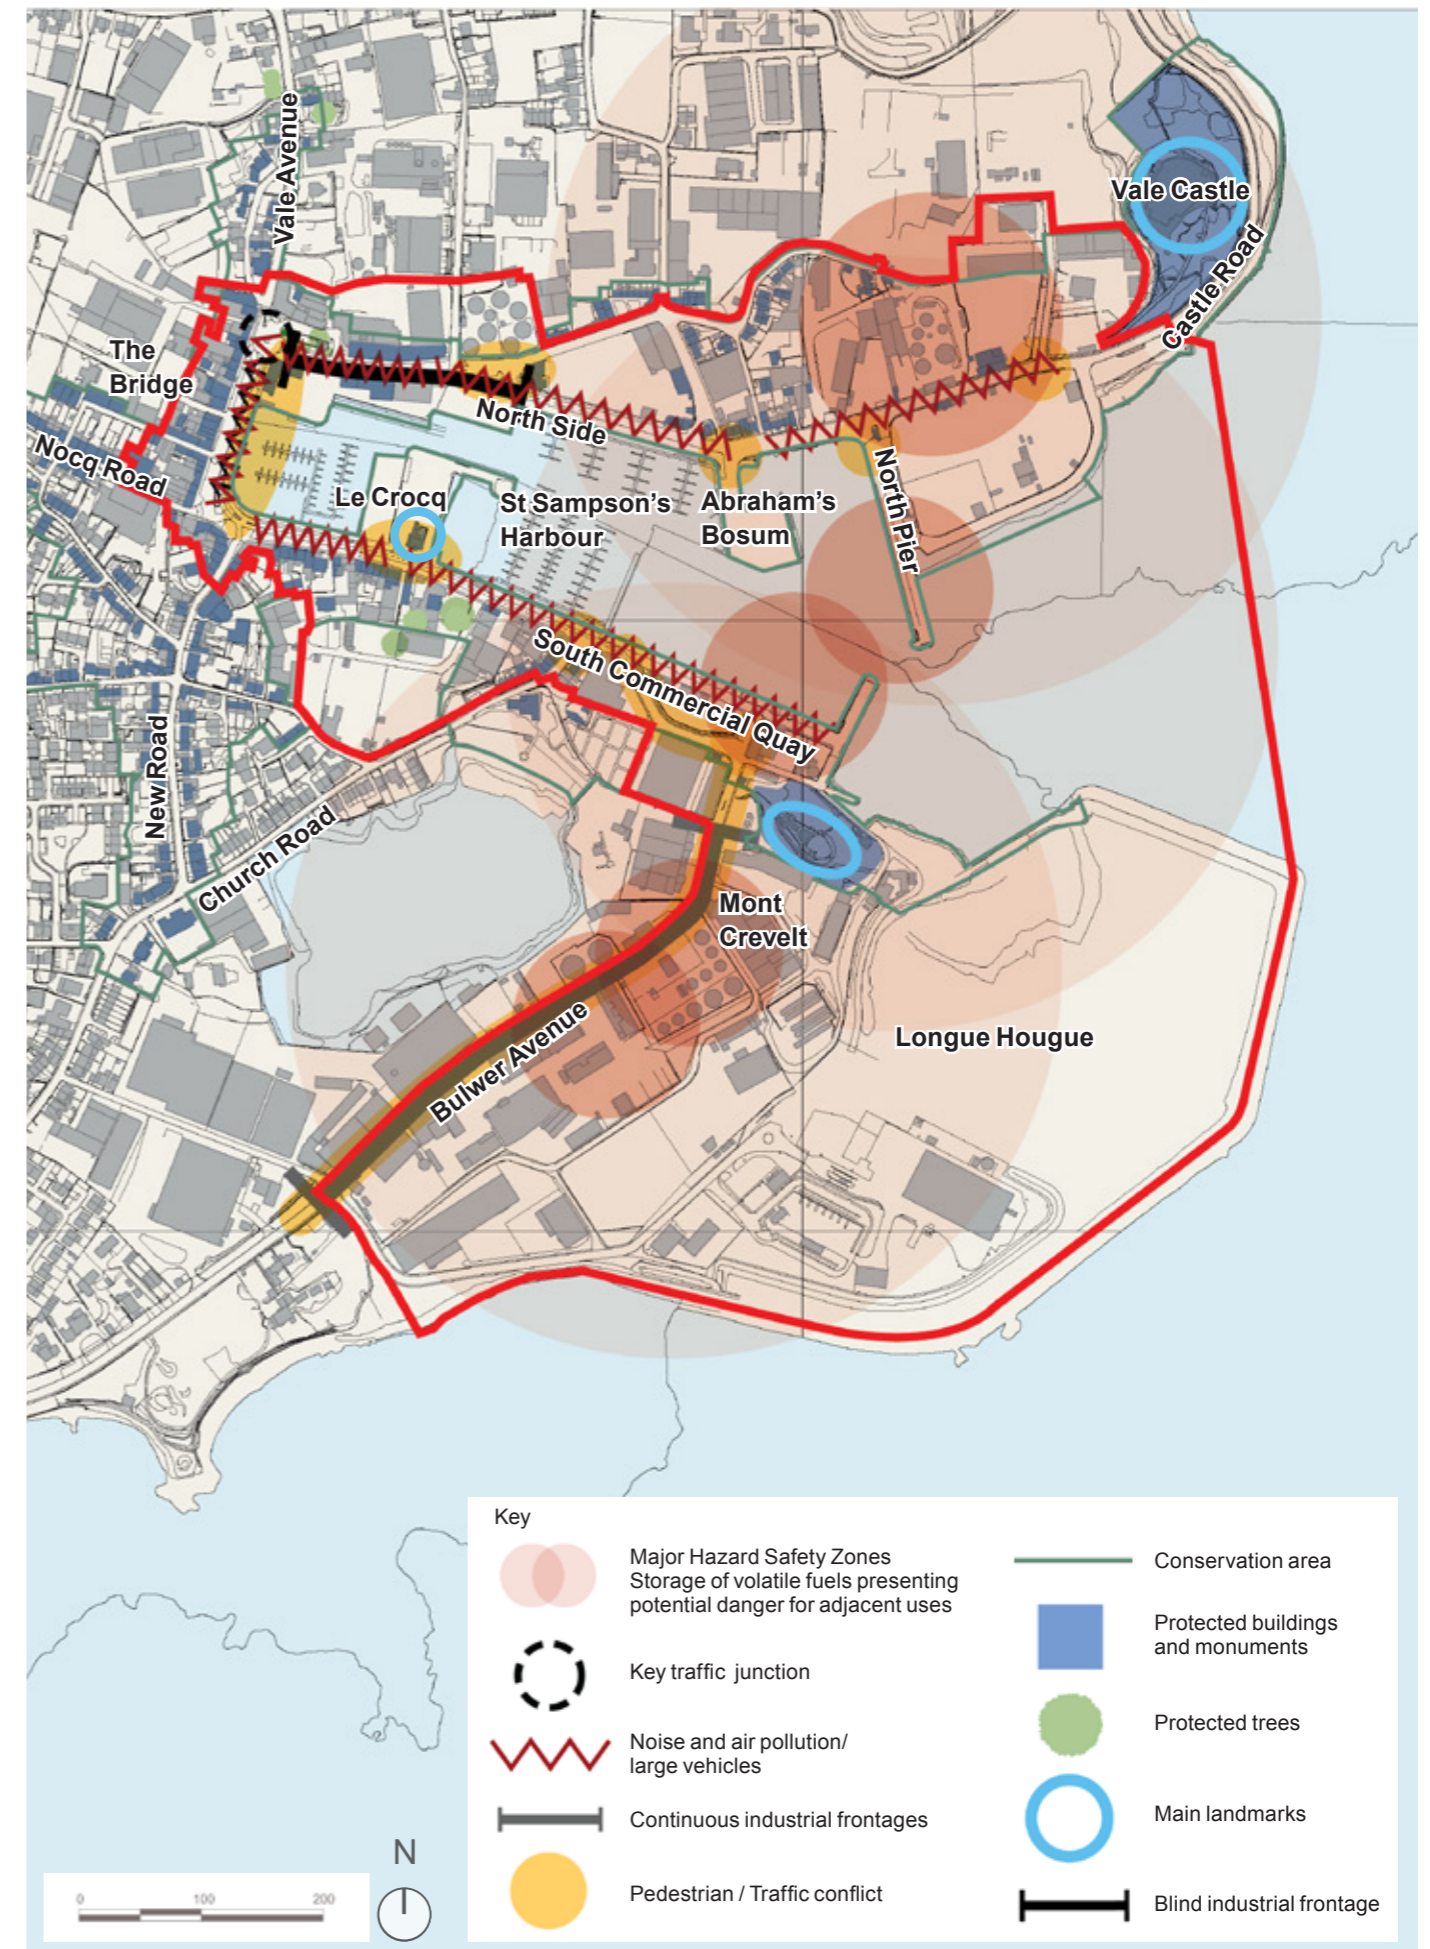 Vale Avenue
Vale Castle
Castle Road
The
Bridge
North Side
Nocq Road
Le Crocq
St Sampson's
Harbour
Abraham's
Bosum
North Pier
South Commercial Quay
New Road
Church Road
Mont
Crevelt
Bulwer Avenue
Longue Hougue
Key
Major Hazard Safety Zones
Storage of volatile fuels presenting
potential danger for adjacent uses
Key traffic junction
Noise and air pollution/
large vehicles
Continuous industrial frontages
Pedestrian / Traffic conflict
Conservation area
Protected buildings
and monuments
Protected trees
Main landmarks
Blind industrial frontage
N
0 100 200